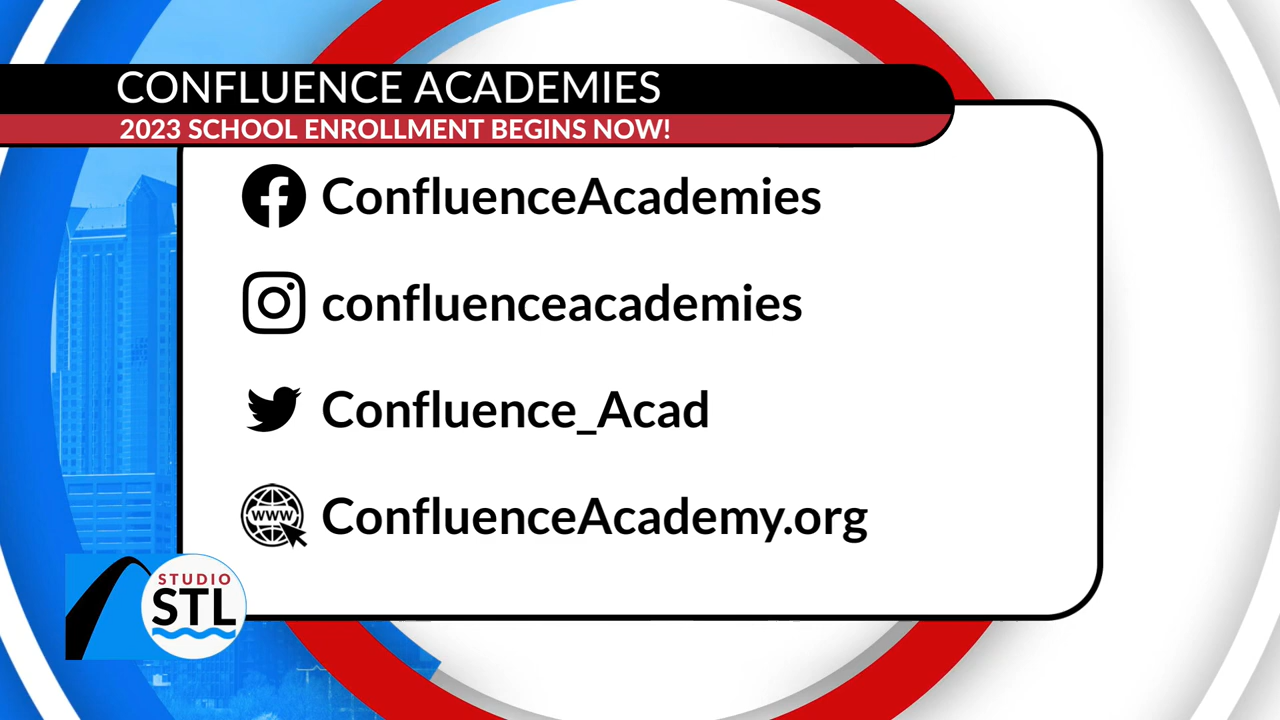 CONFLUENCE ACADEMIES
2023 SCHOOL ENROLLMENT BEGINS NOW!
ConfluenceAcademies
confluenceacademies
Confluence_Acad
WWW
ConfluenceAcademy.org
STUDIO
STL